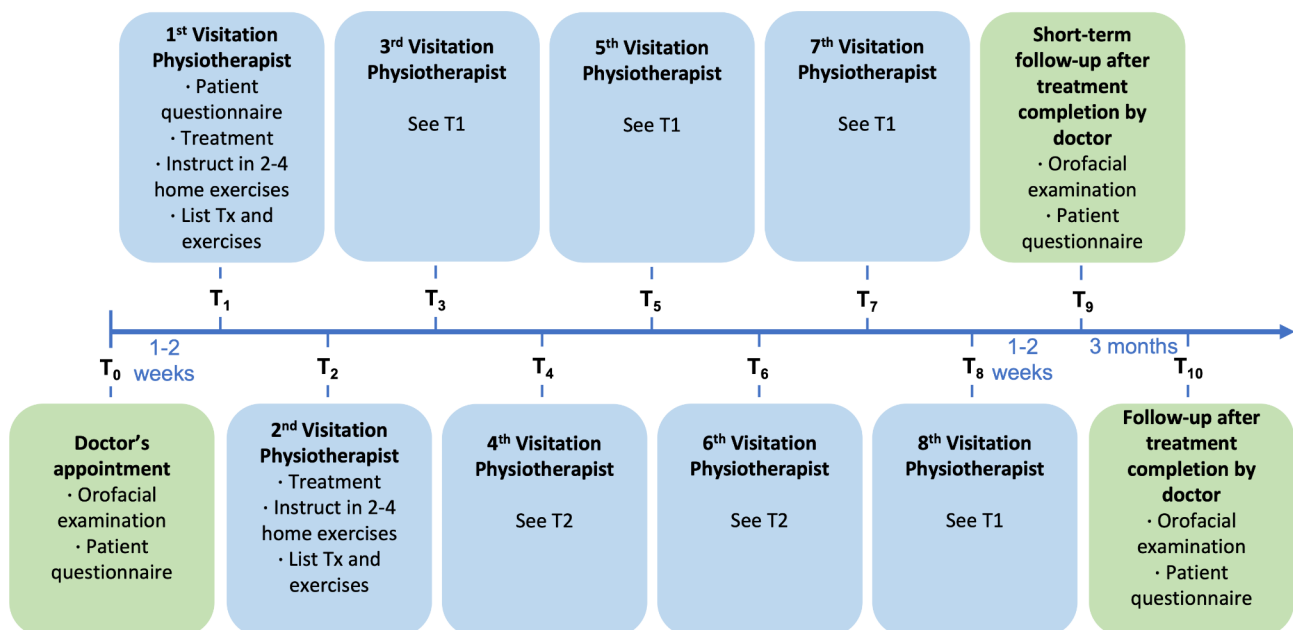 1st Visitation
Physiotherapist
· Patient
questionnaire
· Treatment
· Instruct in 2-4
home exercises
· List Tx and
exercises
3rd Visitation
Physiotherapist
See T1
5th Visitation
Physiotherapist
See T1
7th Visitation
Physiotherapist
See T1
Short-term
follow-up after
treatment
completion by
doctor
· Orofacial
examination
· Patient
questionnaire
T1
T3
T5
T7
T9
1-2
weeks
1-2
weeks
3 months
T0
T2
T4
T6
T8
T10
Doctor’s
appointment
· Orofacial
examination
· Patient
questionnaire
2nd Visitation
Physiotherapist
· Treatment
· Instruct in 2-4
home exercises
· List Tx and
exercises
4th Visitation
Physiotherapist
See T2
6th Visitation
Physiotherapist
See T2
8th Visitation
Physiotherapist
See T1
Follow-up after
treatment
completion by
doctor
· Orofacial
examination
· Patient
questionnaire